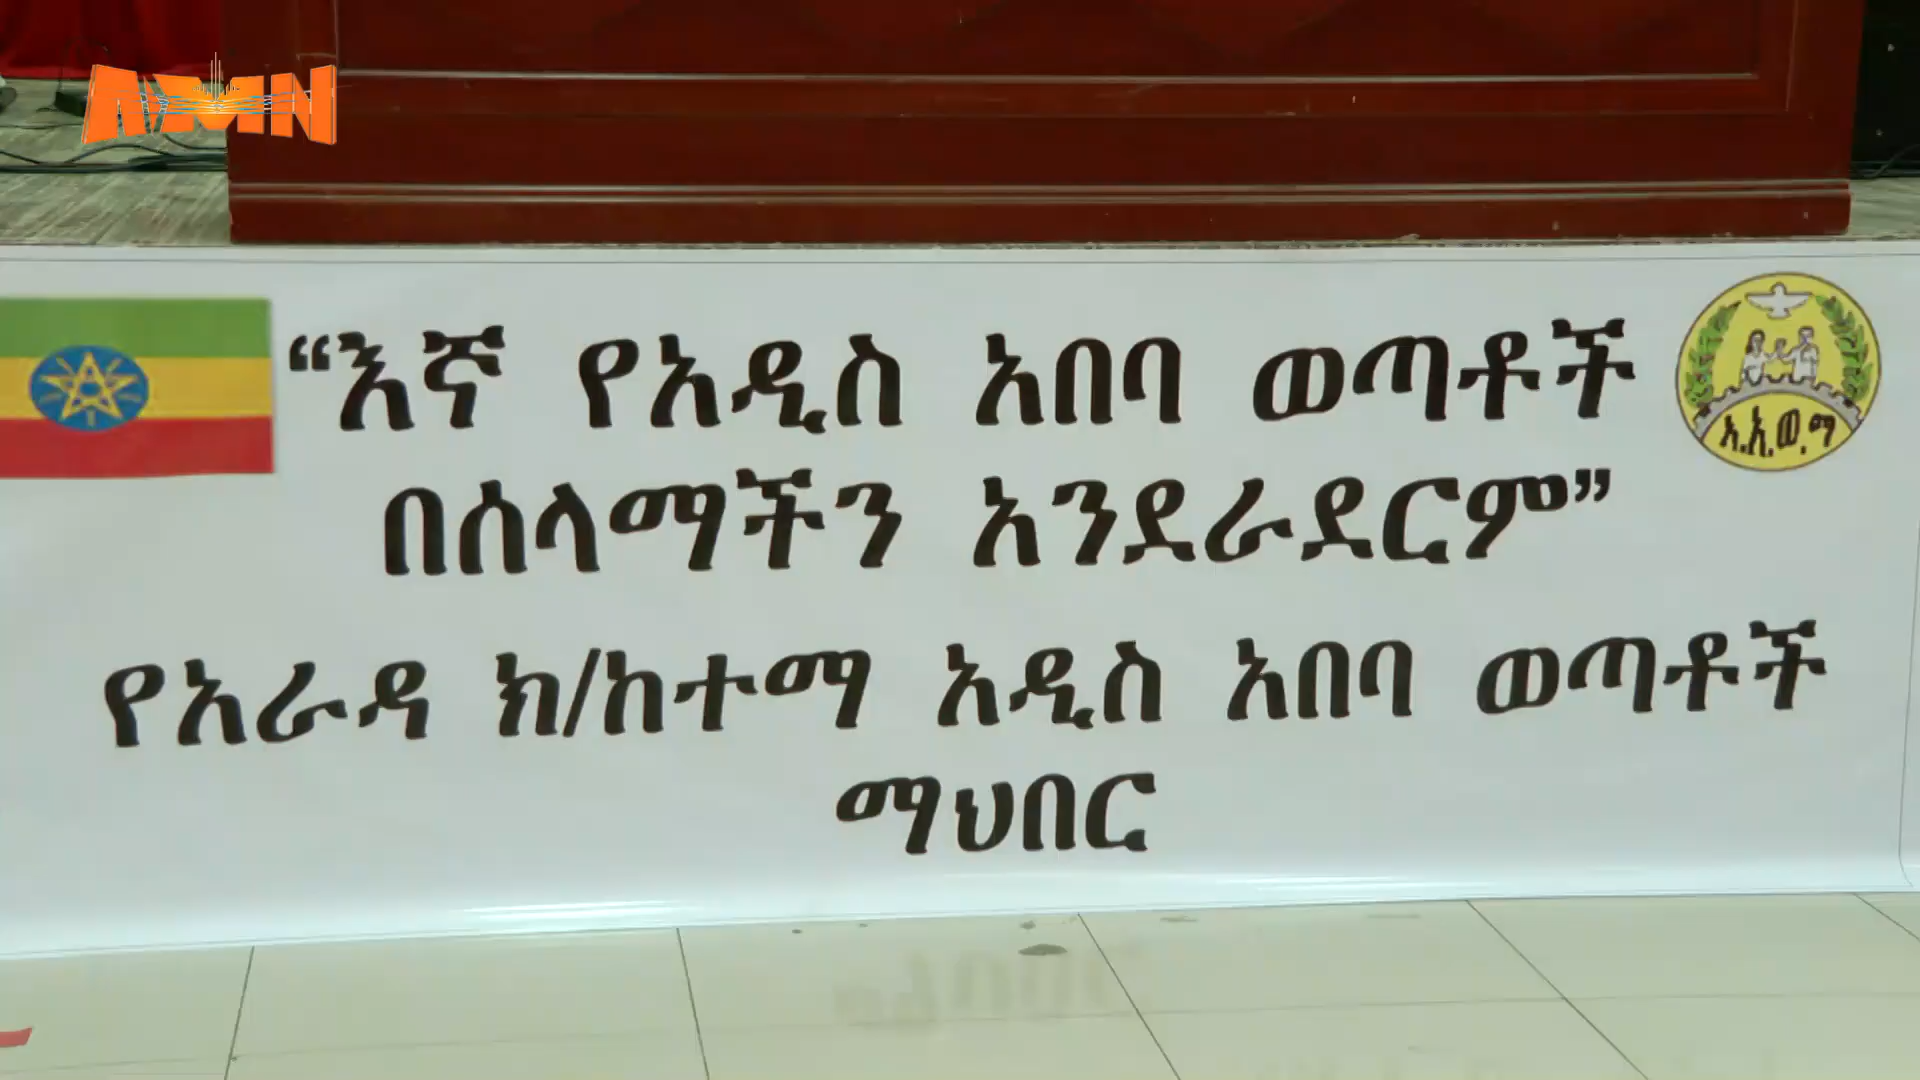 AMN
“እኛ የአዲስ አበባ ወጣቶች
በሰላማችን አንደራደርም”
የአራዳ ክ/ከተማ አዲስ አበባ ወጣቶች
ማህበር
አ.አ.ወ.ማ